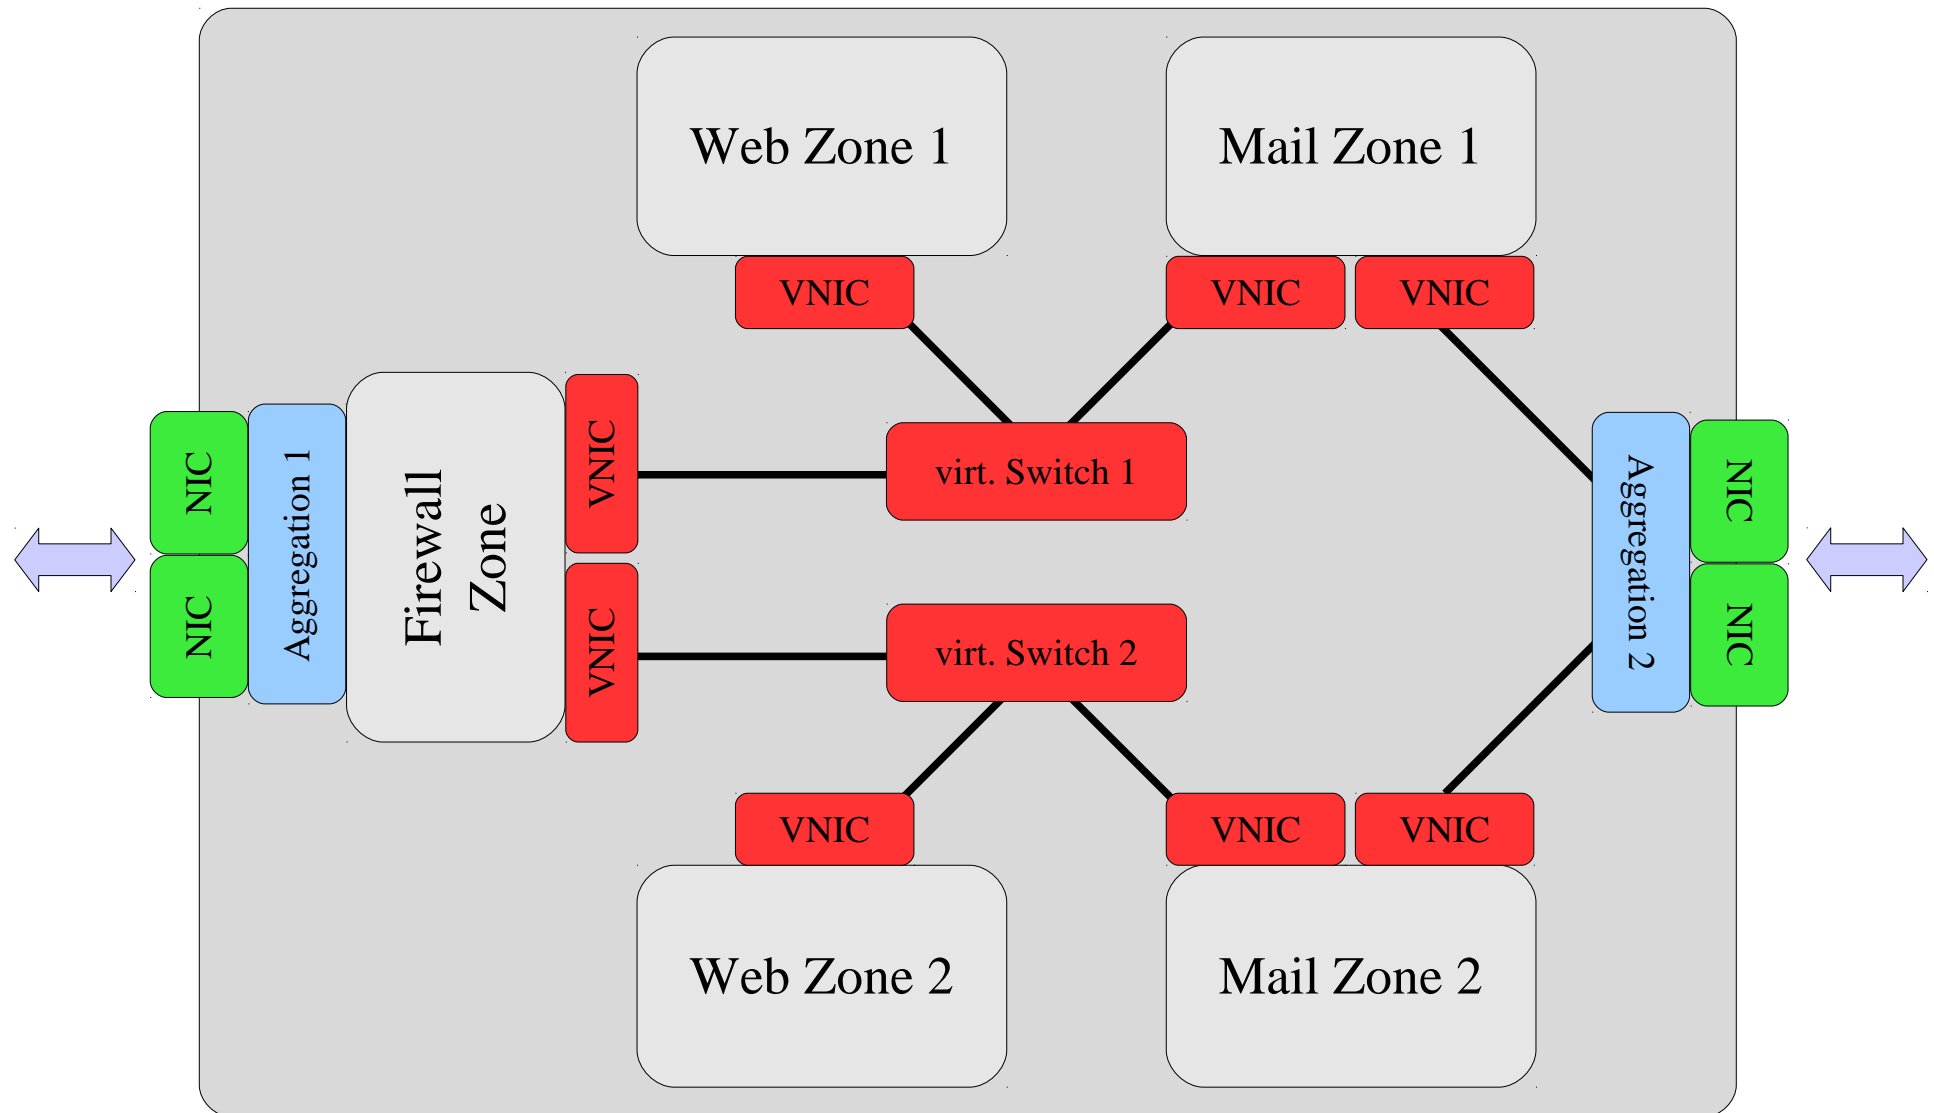 Web Zone 1
Mail Zone 1
VNIC
VNIC
VNIC
NIC
NIC
Aggregation 1
Firewall
Zone
VNIC
VNIC
virt. Switch 1
virt. Switch 2
Aggregation 2
NIC
NIC
VNIC
VNIC
VNIC
Web Zone 2
Mail Zone 2